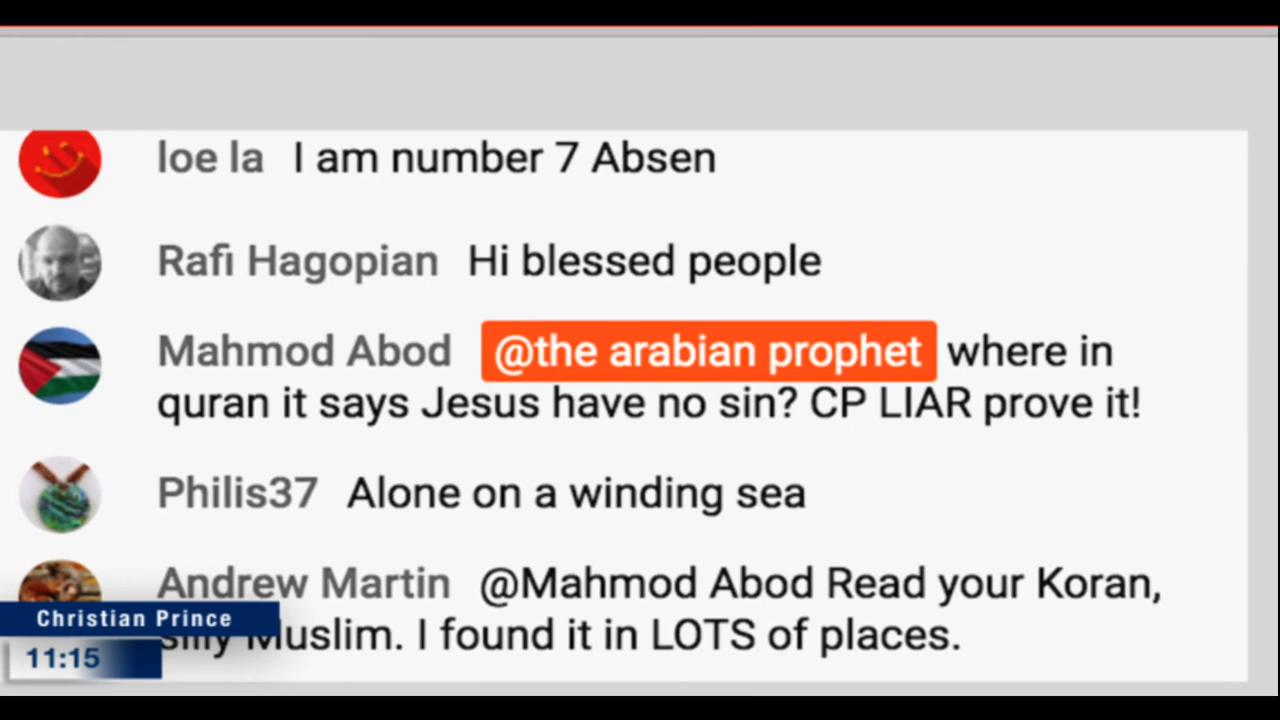 loe la I am number 7 Absen
Rafi Hagopian Hi blessed people
Mahmod Abod @the arabian prophet where in
quran it says Jesus have no sin? CP LIAR prove it!
Philis37 Alone on a winding sea
Andrew Martin @Mahmod Abod Read your Koran,
silly Muslim. I found it in LOTS of places.
Christian Prince
11:15